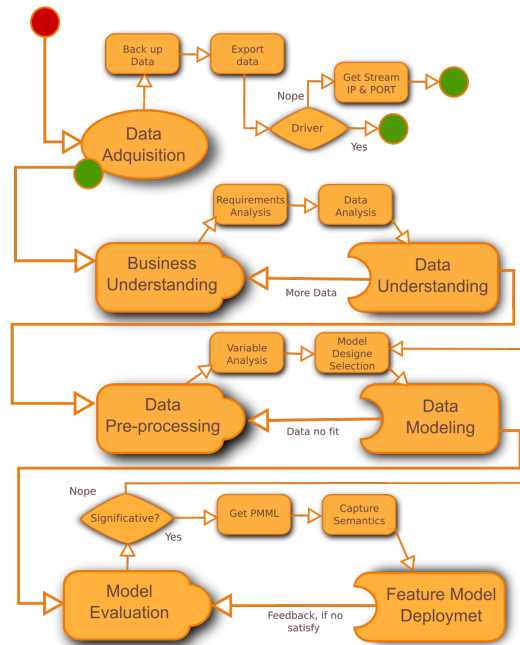 Back up
Data
Export
data
Get Stream
IP & PORT
Nope
Driver
Yes
Data
Adquisition
Requirements
Analysis
Data
Analysis
Business
Understanding
More Data
Data
Understanding
Variable
Analysis
Model
Designe
Selection
Data
Pre-processing
Data no fit
Data
Modeling
Nope
Significative?
Yes
Get PMML
Capture
Semantics
Model
Evaluation
Feedback, if no
satisfy
Feature Model
Deploymet